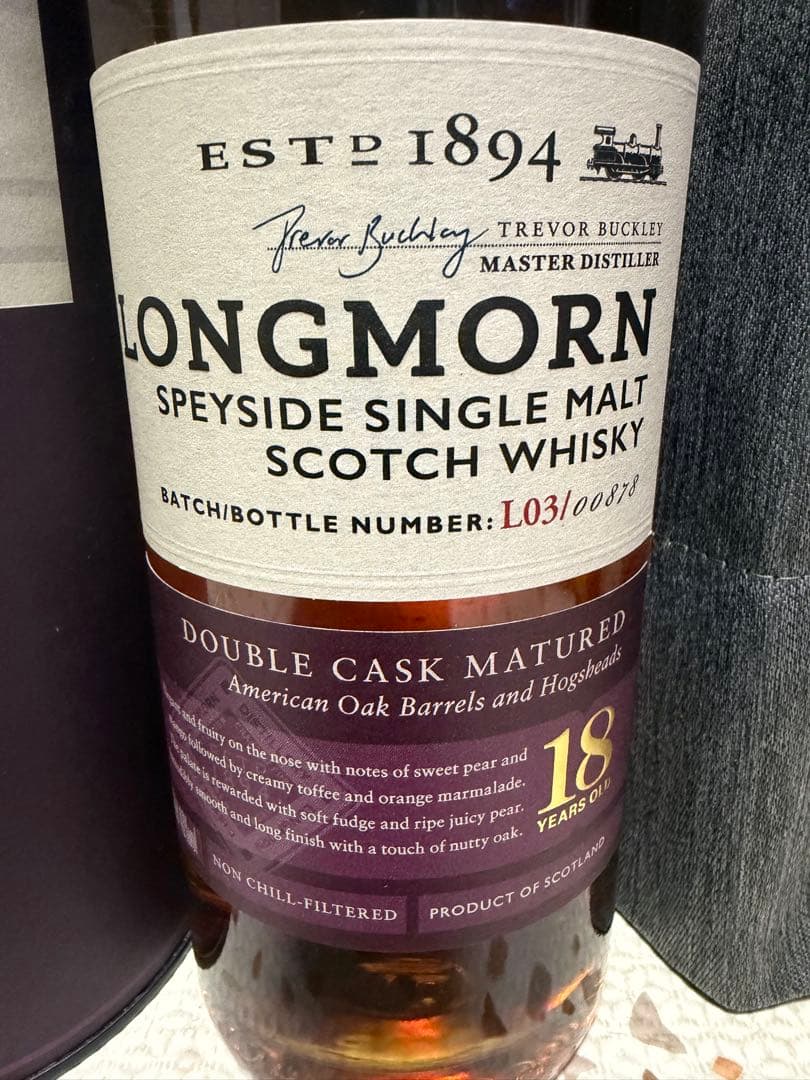 ESTD 1894
Trevor Buckley TREVOR BUCKLEY
MASTER DISTILLER
LONGMORN
SPEYSIDE SINGLE MALT
SCOTCH WHISKY
BATCH/BOTTLE NUMBER: L03/00878
DOUBLE CASK MATURED
American Oak Barrels and Hogsheads
and fruity on the nose with notes of sweet pear and
followed by creamy toffee and orange marmalade.
palate is rewarded with soft fudge and ripe juicy pear.
smooth and long finish with a touch of nutty oak.
18
YEARS OLD
NON CHILL-FILTERED
PRODUCT OF SCOTLAND